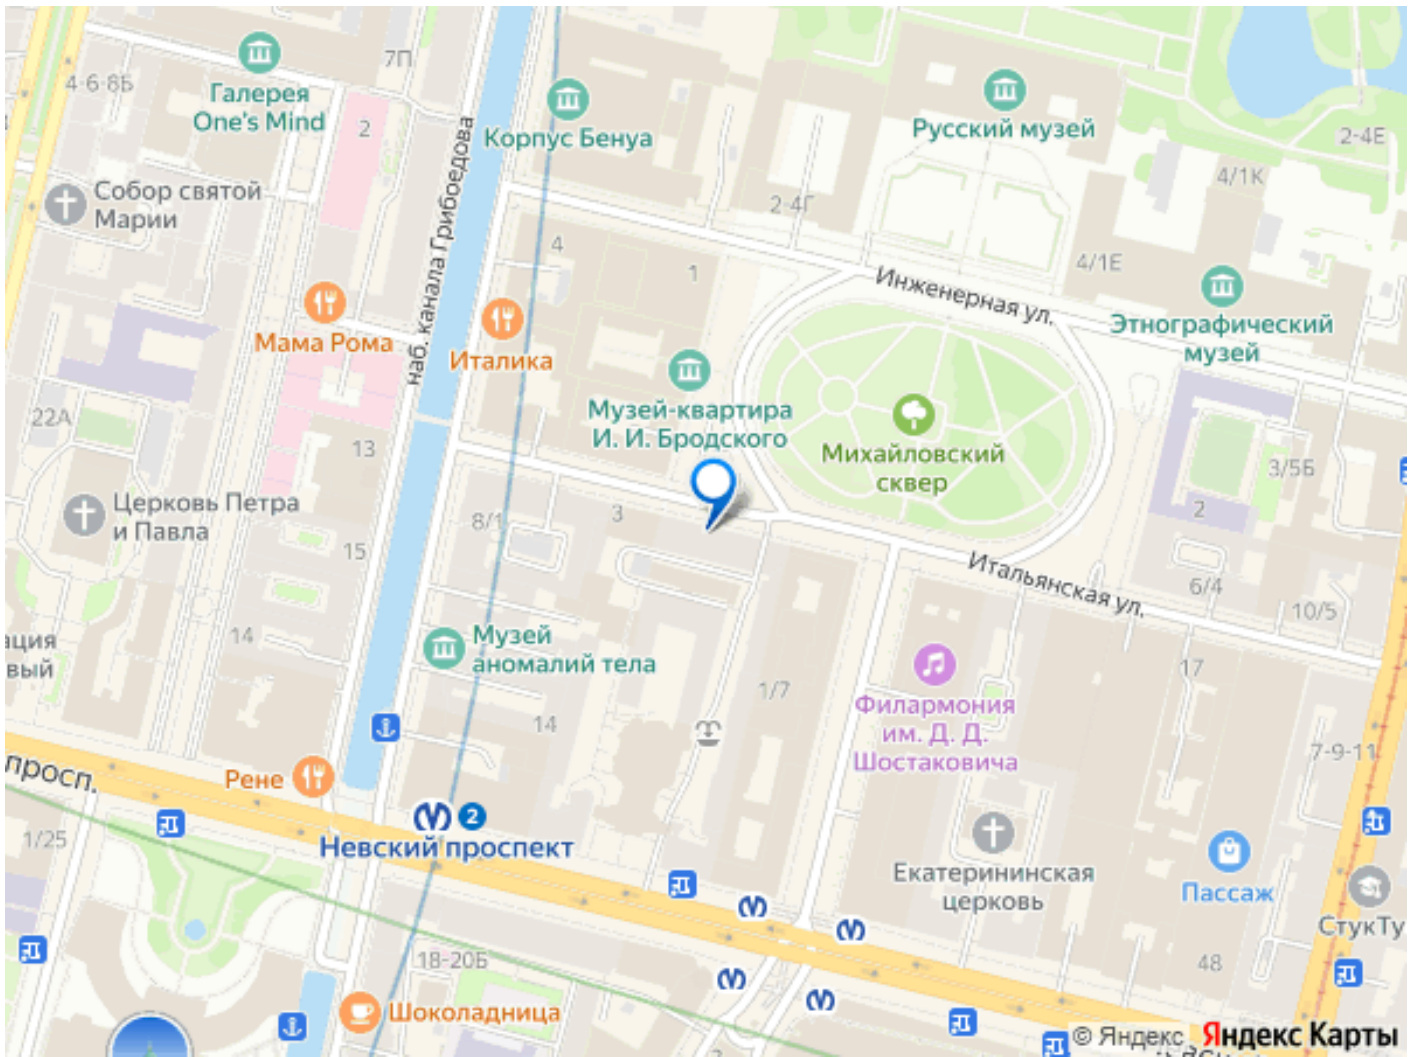 7П
4-6-8Б
Галерея
One's Mind
2
Корпус Бенуа
Русский музей
2-4Е
Собор святой
Марии
наб. канала Грибоедова
2-4Г
4/1К
4
1
4/1Е
Инженерная ул.
Этнографический
музей
Мама Рома
Италика
Музей-квартира
И. И. Бродского
Михайловский
сквер
22А
13
3/5Б
Церковь Петра
и Павла
8/1
3
2
15
Итальянская ул.
6/4
10/5
14
ация
вый
Музей
аномалий тела
1/7
17
Филармония
им. Д. Д.
Шостаковича
14
7-9-11
просп.
Рене
2
Невский проспект
1/25
Екатерининская
церковь
Пассаж
СтукТу
18-20Б
48
Шоколадница
© Яндекс Яндекс Карты